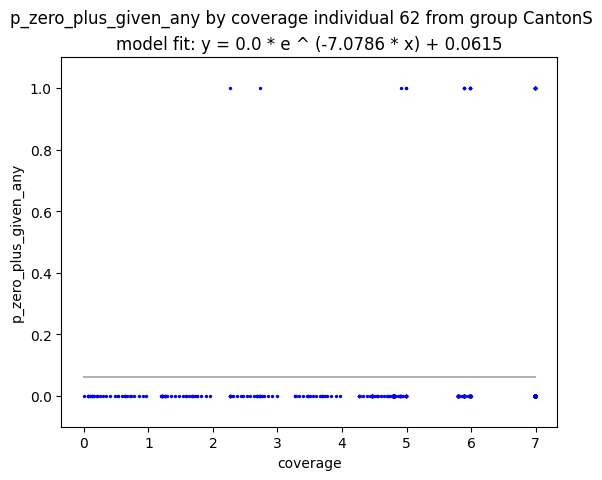 p_zero_plus_given_any by coverage individual 62 from group CantonS
model fit: y = 0.0 * e ^ (-7.0786 * x) + 0.0615
1.0
0.8
0.6
0.4
0.2
0.0
p_zero_plus_given_any
0 1 2 3 4 5 6 7
coverage